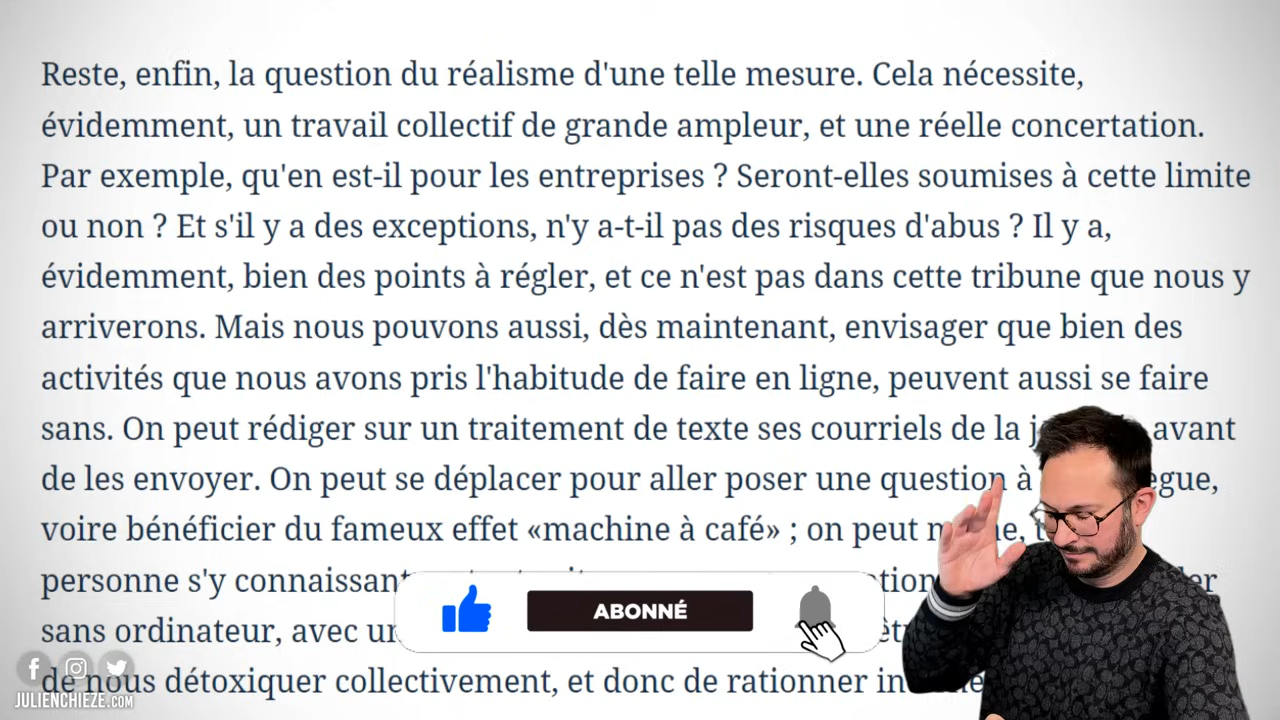 Reste, enfin, la question du réalisme d'une telle mesure. Cela nécessite,
évidemment, un travail collectif de grande ampleur, et une réelle concertation.
Par exemple, qu'en est-il pour les entreprises ? Seront-elles soumises à cette limite
ou non ? Et s'il y a des exceptions, n'y a-t-il pas des risques d'abus ? Il y a,
évidemment, bien des points à régler, et ce n'est pas dans cette tribune que nous y
arriverons. Mais nous pouvons aussi, dès maintenant, envisager que bien des
activités que nous avons pris l'habitude de faire en ligne, peuvent aussi se faire
sans. On peut rédiger sur un traitement de texte ses courriels de la avant
de les envoyer. On peut se déplacer pour aller poser une question à
voire bénéficier du fameux effet «machine à café» ; on peut
personne s'y connaissant
sans ordinateur, avec
de nous détoxiquer collectivement, et donc de rationner
ABONNÉ
JULIENCHIEZE.com